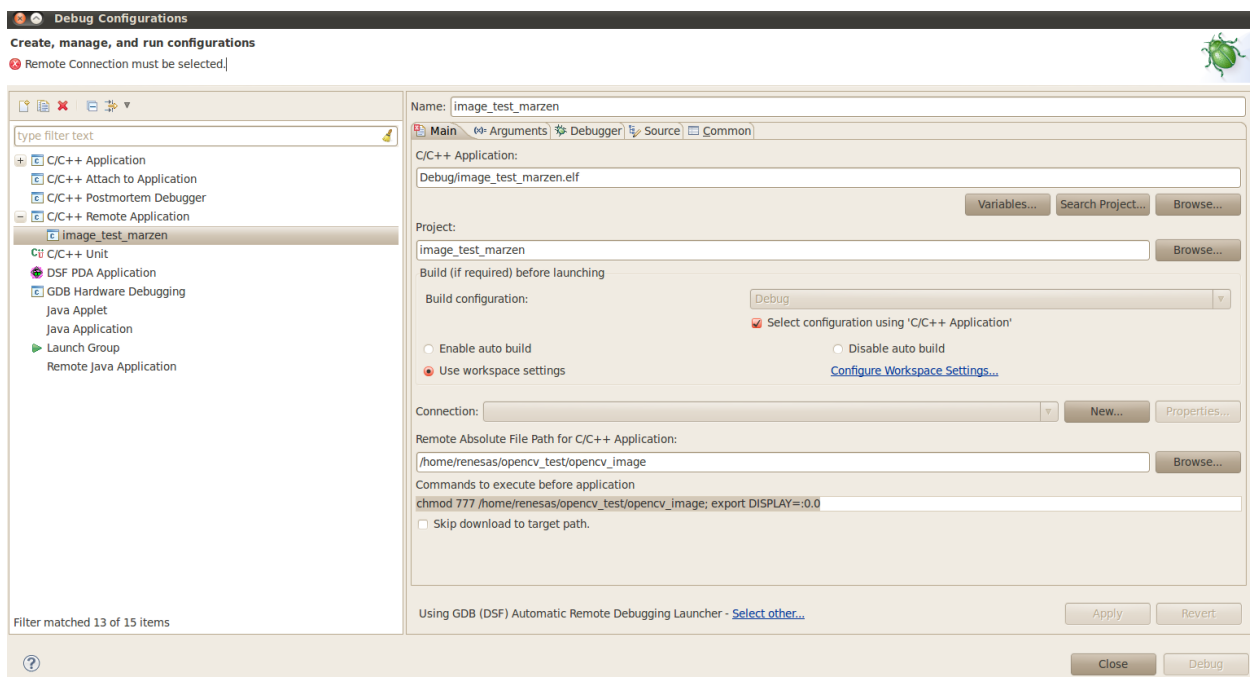 Debug Configurations
Create, manage, and run configurations
Remote Connection must be selected.
type filter text
C/C++ Application
C/C++ Attach to Application
C/C++ Postmortem Debugger
C/C++ Remote Application
image_test_marzen
C/C++ Unit
DSF PDA Application
GDB Hardware Debugging
Java Applet
Java Application
Launch Group
Remote Java Application
Filter matched 13 of 15 items
Name: image_test_marzen
Main Arguments Debugger Source Common
C/C++ Application:
Debug/image_test_marzen.elf
Variables... Search Project... Browse...
Project:
image_test_marzen Browse...
Build (if required) before launching
Build configuration: Debug
Select configuration using 'C/C++ Application'
Enable auto build Disable auto build
Use workspace settings Configure Workspace Settings...
Connection: New... Properties...
Remote Absolute File Path for C/C++ Application:
/home/renesas/opencv_test/opencv_image Browse...
Commands to execute before application
chmod 777 /home/renesas/opencv_test/opencv_image; export DISPLAY=:0.0
Skip download to target path.
Using GDB (DSF) Automatic Remote Debugging Launcher - Select other... Apply Revert
? Close Debug